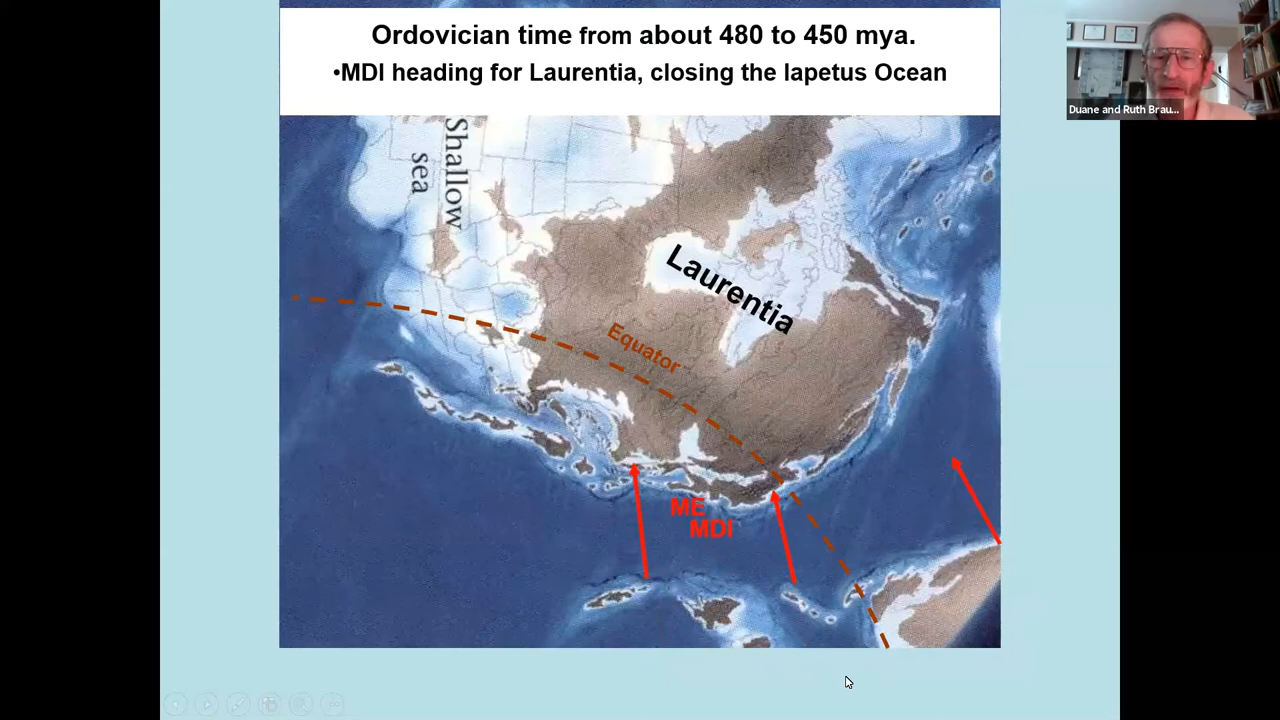 Ordovician time from about 480 to 450 mya.
•MDI heading for Laurentia, closing the Iapetus Ocean
Duane and Ruth Brau...
Shallow
sea
Laurentia
Equator
ME
MDI